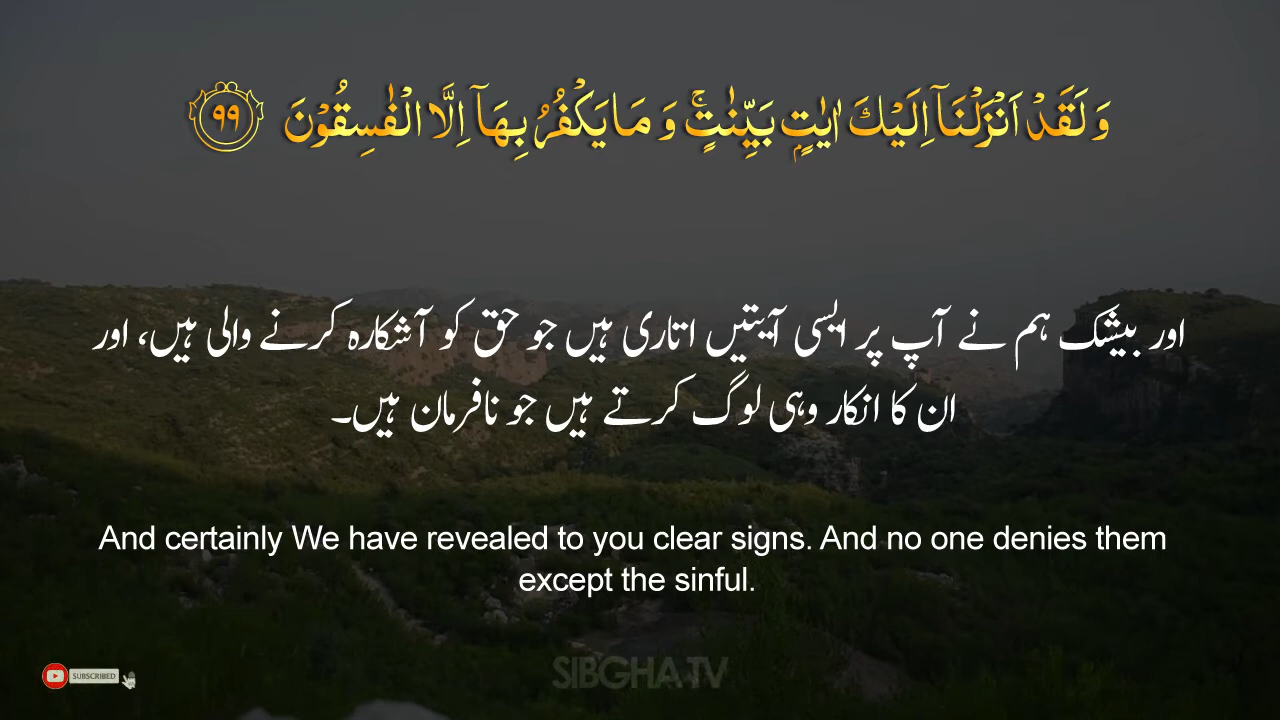 وَلَقَدۡ اَنۡزَلۡنَاۤ اِلَيۡكَ اٰيٰتٍۢ بَيِّنٰتٍۚ وَمَا يَكۡفُرُ بِهَاۤ اِلَّا الۡفٰسِقُوۡنَ ٩٩
اور بیشک ہم نے آپ پر ایسی آیتیں اتاری ہیں جو حق کو آشکارہ کرنے والی ہیں، اور
ان کا انکار وہی لوگ کرتے ہیں جو نافرمان ہیں۔
And certainly We have revealed to you clear signs. And no one denies them
except the sinful.
SIBGHA TV
SUBSCRIBED